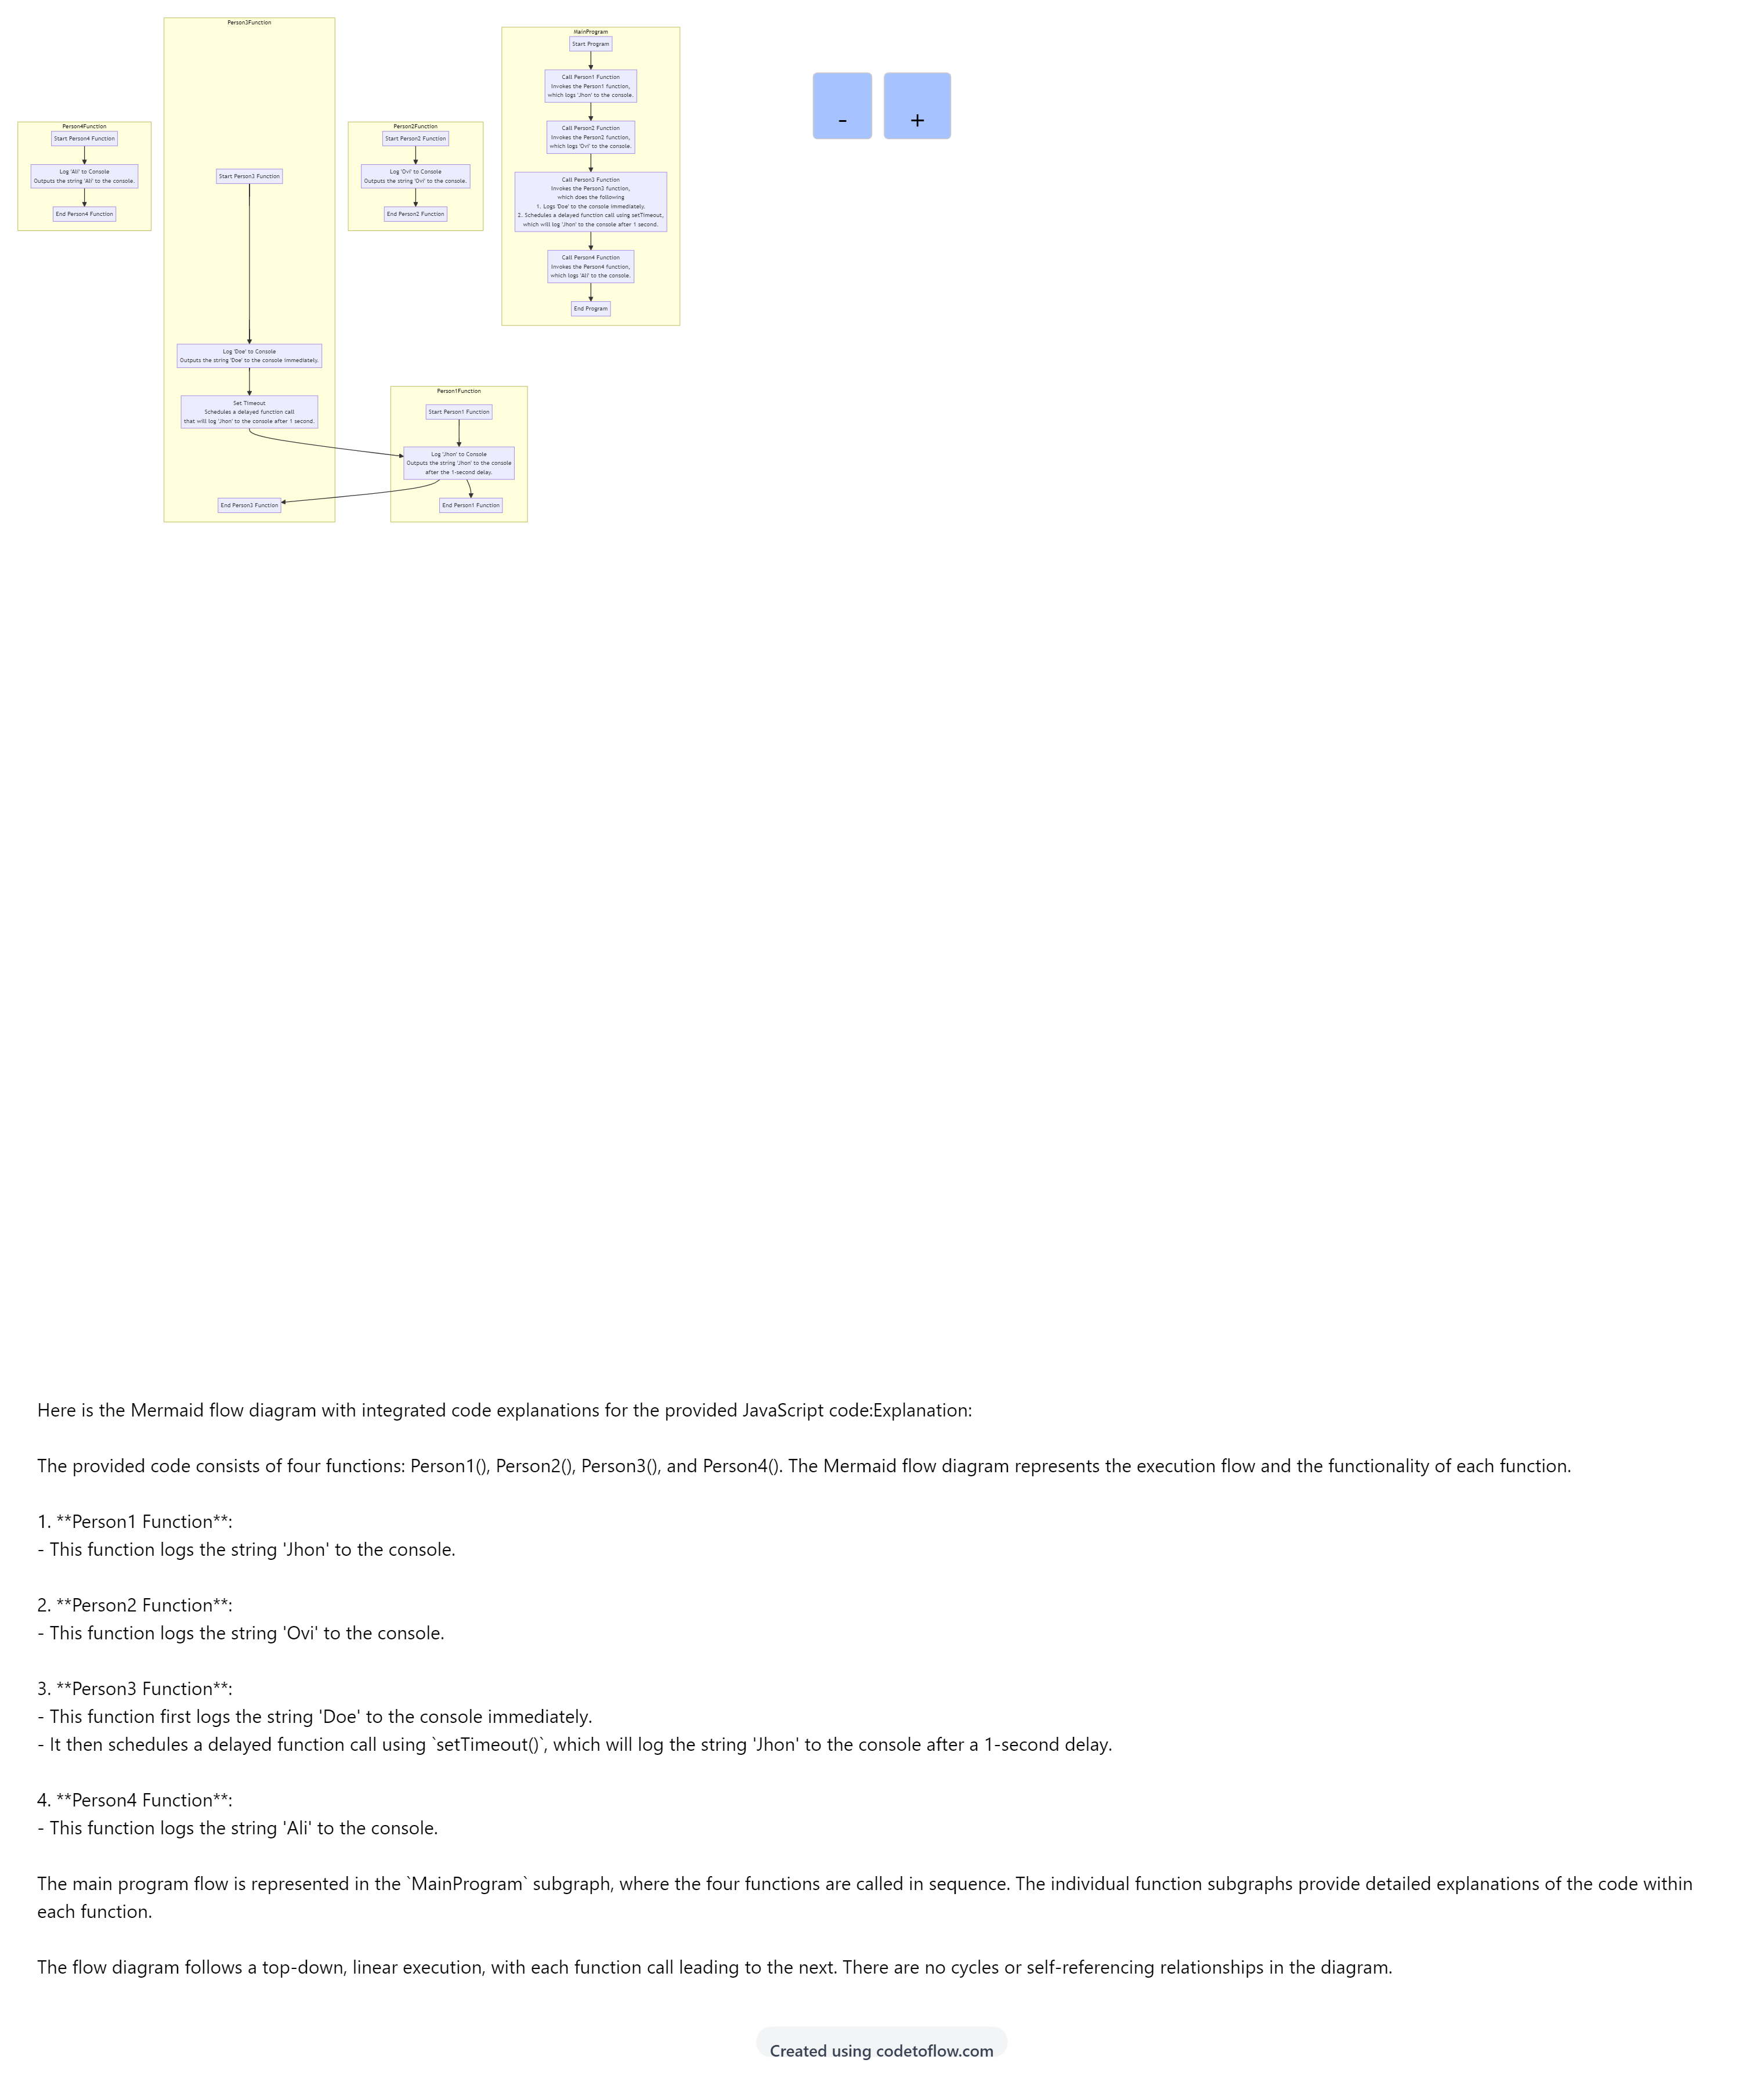 Person3Function
Start Person3 Function
Log 'Doe' to Console
Outputs the string 'Doe' to the console immediately.
Set Timeout
Schedules a delayed function call
that will log 'Jhon' to the console after 1 second.
End Person3 Function
MainProgram
Start Program
Call Person1 Function
Invokes the Person1 function,
which logs 'Jhon' to the console.
Call Person2 Function
Invokes the Person2 function,
which logs 'Ovi' to the console.
Call Person3 Function
Invokes the Person3 function,
which does the following
1. Logs 'Doe' to the console immediately.
2. Schedules a delayed function call using setTimeout,
which will log 'Jhon' to the console after 1 second.
Call Person4 Function
Invokes the Person4 function,
which logs 'Ali' to the console.
End Program
-
+
Person4Function
Start Person4 Function
Log 'Ali' to Console
Outputs the string 'Ali' to the console.
End Person4 Function
Person2Function
Start Person2 Function
Log 'Ovi' to Console
Outputs the string 'Ovi' to the console.
End Person2 Function
Person1Function
Start Person1 Function
Log 'Jhon' to Console
Outputs the string 'Jhon' to the console
after the 1-second delay.
End Person1 Function
Here is the Mermaid flow diagram with integrated code explanations for the provided JavaScript code:Explanation:
The provided code consists of four functions: Person1(), Person2(), Person3(), and Person4(). The Mermaid flow diagram represents the execution flow and the functionality of each function.
1. **Person1 Function**:
- This function logs the string 'Jhon' to the console.
2. **Person2 Function**:
- This function logs the string 'Ovi' to the console.
3. **Person3 Function**:
- This function first logs the string 'Doe' to the console immediately.
- It then schedules a delayed function call using `setTimeout()`, which will log the string 'Jhon' to the console after a 1-second delay.
4. **Person4 Function**:
- This function logs the string 'Ali' to the console.
The main program flow is represented in the `MainProgram` subgraph, where the four functions are called in sequence. The individual function subgraphs provide detailed explanations of the code within
each function.
The flow diagram follows a top-down, linear execution, with each function call leading to the next. There are no cycles or self-referencing relationships in the diagram.
Created using codetoflow.com